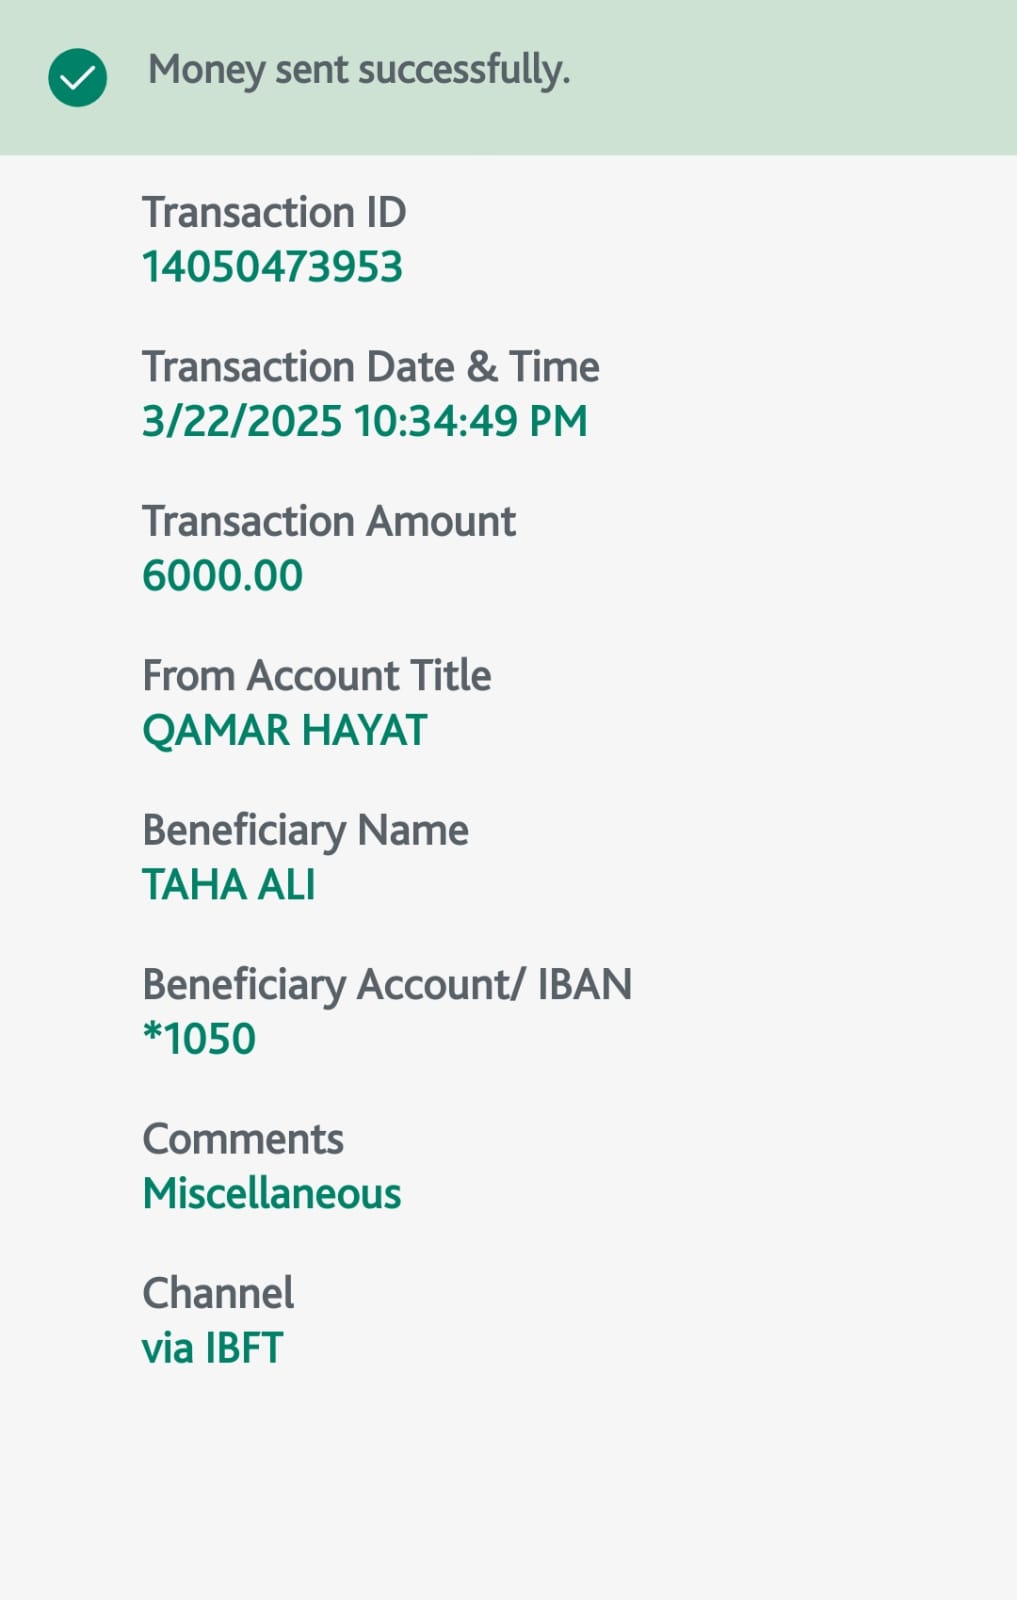 Money sent successfully.
Transaction ID
14050473953
Transaction Date & Time
3/22/2025 10:34:49 PM
Transaction Amount
6000.00
From Account Title
QAMAR HAYAT
Beneficiary Name
TAHA ALI
Beneficiary Account/ IBAN
*1050
Comments
Miscellaneous
Channel
via IBFT